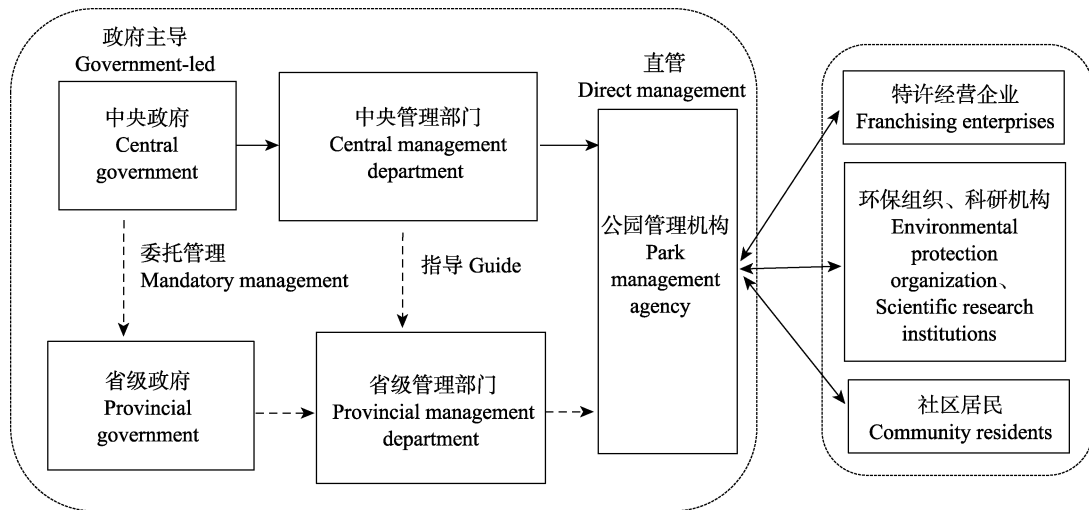 政府主导
Government-led
中央政府
Central
government
中央管理部门
Central management
department
直管
Direct management
委托管理
Mandatory management
指导 Guide
省级政府
Provincial
government
省级管理部门
Provincial management
department
公园管理机构
Park
management
agency
特许经营企业
Franchising enterprises
环保组织、科研机构
Environmental
protection
organization、
Scientific research
institutions
社区居民
Community residents